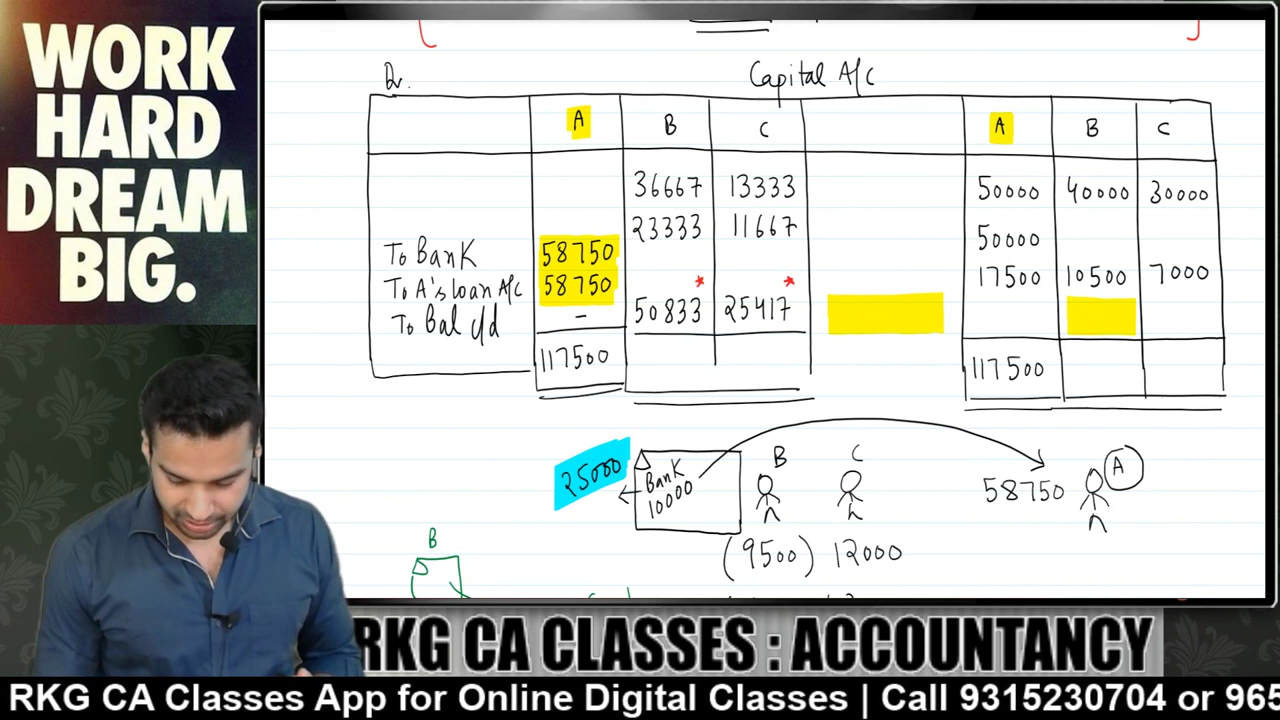 WORK
HARD
DREAM
BIG.
Dr. Capital A/c
A B C A B C
36667 13333 50000 40000 30000
23333 11667 50000
To Bank 58750 17500 10500 7000
To A's loan A/c 58750 * *
To Bal c/d - 50833 25417
117500 117500
25000 Bank 10000 B C 58750 A
(9500) 12000
B
RKG CA CLASSES : ACCOUNTANCY
RKG CA Classes App for Online Digital Classes | Call 9315230704 or 965